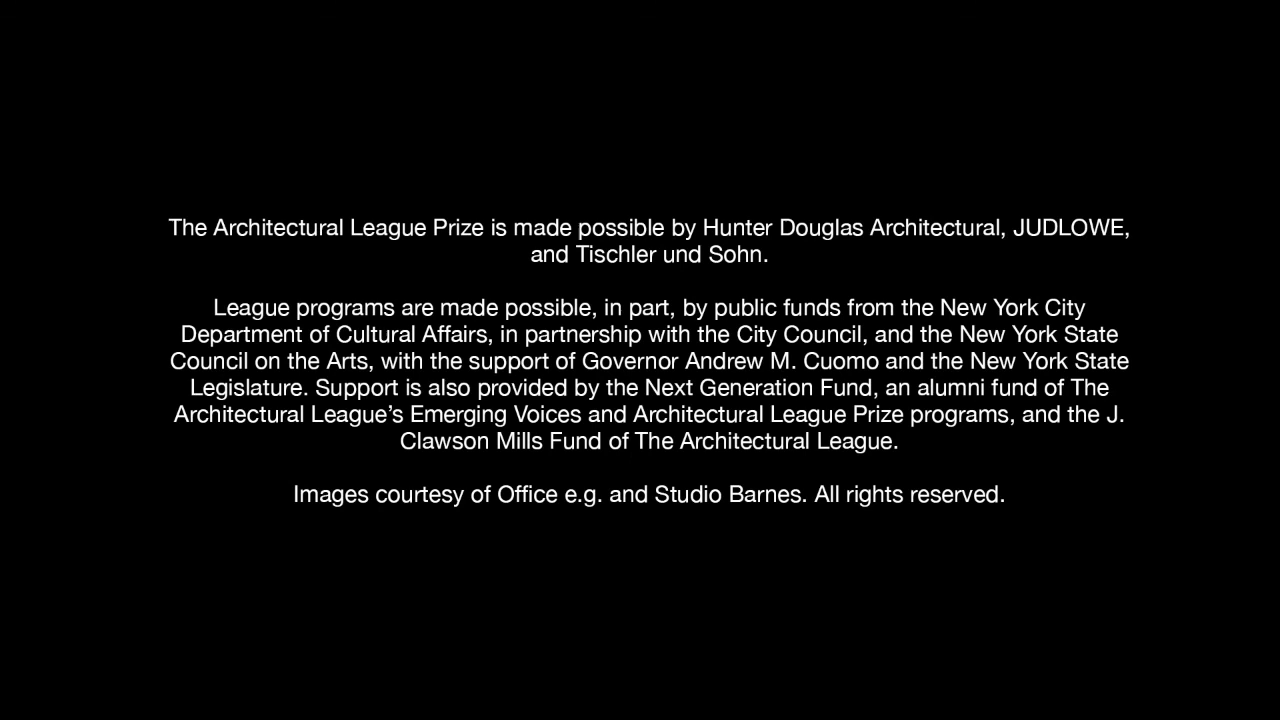 The Architectural League Prize is made possible by Hunter Douglas Architectural, JUDLOWE,
and Tischler und Sohn.
League programs are made possible, in part, by public funds from the New York City
Department of Cultural Affairs, in partnership with the City Council, and the New York State
Council on the Arts, with the support of Governor Andrew M. Cuomo and the New York State
Legislature. Support is also provided by the Next Generation Fund, an alumni fund of The
Architectural League’s Emerging Voices and Architectural League Prize programs, and the J.
Clawson Mills Fund of The Architectural League.
Images courtesy of Office e.g. and Studio Barnes. All rights reserved.